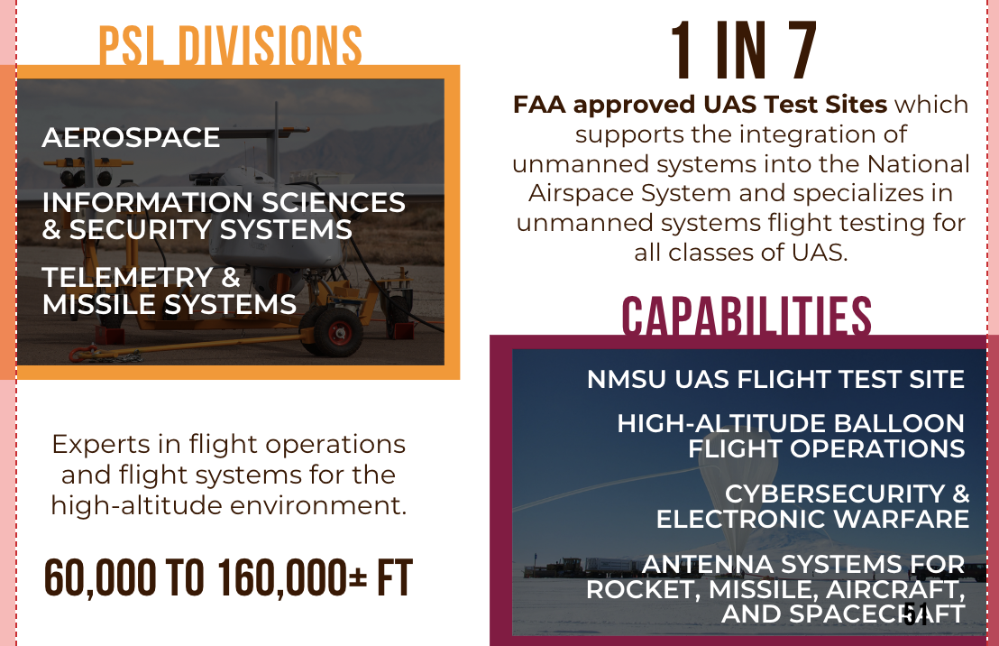 PSL DIVISIONS
AEROSPACE
INFORMATION SCIENCES
& SECURITY SYSTEMS
TELEMETRY &
MISSILE SYSTEMS
Experts in flight operations
and flight systems for the
high-altitude environment.
60,000 TO 160,000± FT
1 IN 7
FAA approved UAS Test Sites which
supports the integration of
unmanned systems into the National
Airspace System and specializes in
unmanned systems flight testing for
all classes of UAS.
CAPABILITIES
NMSU UAS FLIGHT TEST SITE
HIGH-ALTITUDE BALLOON
FLIGHT OPERATIONS
CYBERSECURITY &
ELECTRONIC WARFARE
ANTENNA SYSTEMS FOR
ROCKET, MISSILE, AIRCRAFT,
AND SPACECRAFT
51